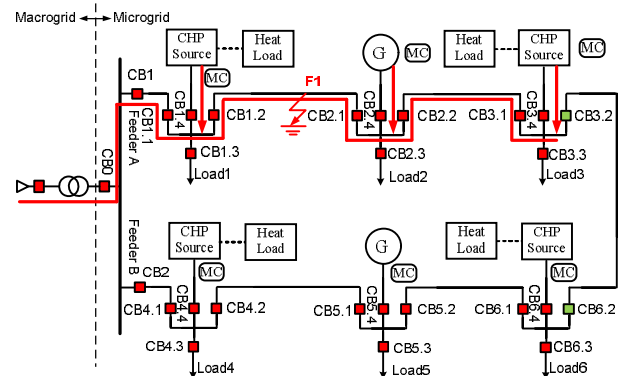 Macrogrid
Microgrid
CHP
Source
Heat
Load
MC
G
MC
CHP
Source
Heat
Load
MC
CB1
F1
CB1.1
CB1.4
CB1.2
CB2.1
CB2.4
CB2.2
CB3.1
CB3.4
CB3.2
Feeder A
CB0
CB1.3
CB2.3
CB3.3
Load1
Load2
Load3
CHP
Source
Heat
Load
G
Heat
Load
CHP
Source
Feeder B
CB2
MC
MC
MC
CB4.1
CB4.4
CB4.2
CB5.1
CB5.4
CB5.2
CB6.1
CB6.4
CB6.2
CB4.3
CB5.3
CB6.3
Load4
Load5
Load6